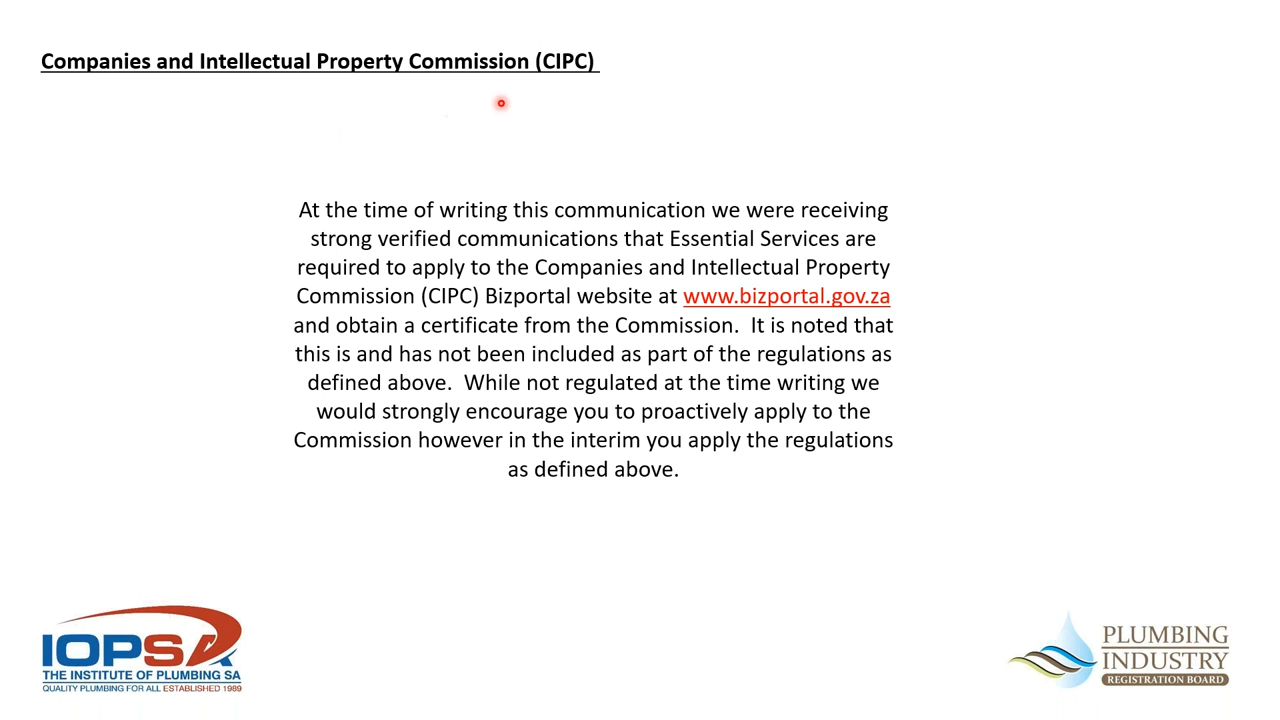 Companies and Intellectual Property Commission (CIPC)
At the time of writing this communication we were receiving
strong verified communications that Essential Services are
required to apply to the Companies and Intellectual Property
Commission (CIPC) Bizportal website at www.bizportal.gov.za
and obtain a certificate from the Commission.  It is noted that
this is and has not been included as part of the regulations as
defined above.  While not regulated at the time writing we
would strongly encourage you to proactively apply to the
Commission however in the interim you apply the regulations
as defined above.
IOPSA
THE INSTITUTE OF PLUMBING SA
QUALITY PLUMBING FOR ALL ESTABLISHED 1989
PLUMBING
INDUSTRY
REGISTRATION BOARD